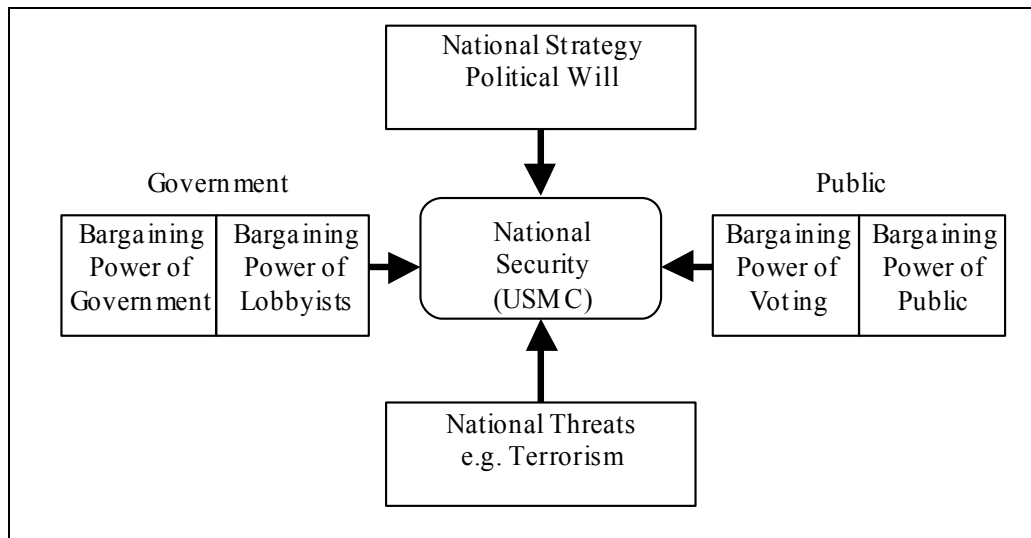 National Strategy
Political Will
Government
Public
Bargaining
Power of
Government
Bargaining
Power of
Lobbyists
National
Security
(USMC)
Bargaining
Power of
Voting
Bargaining
Power of
Public
National Threats
e.g. Terrorism